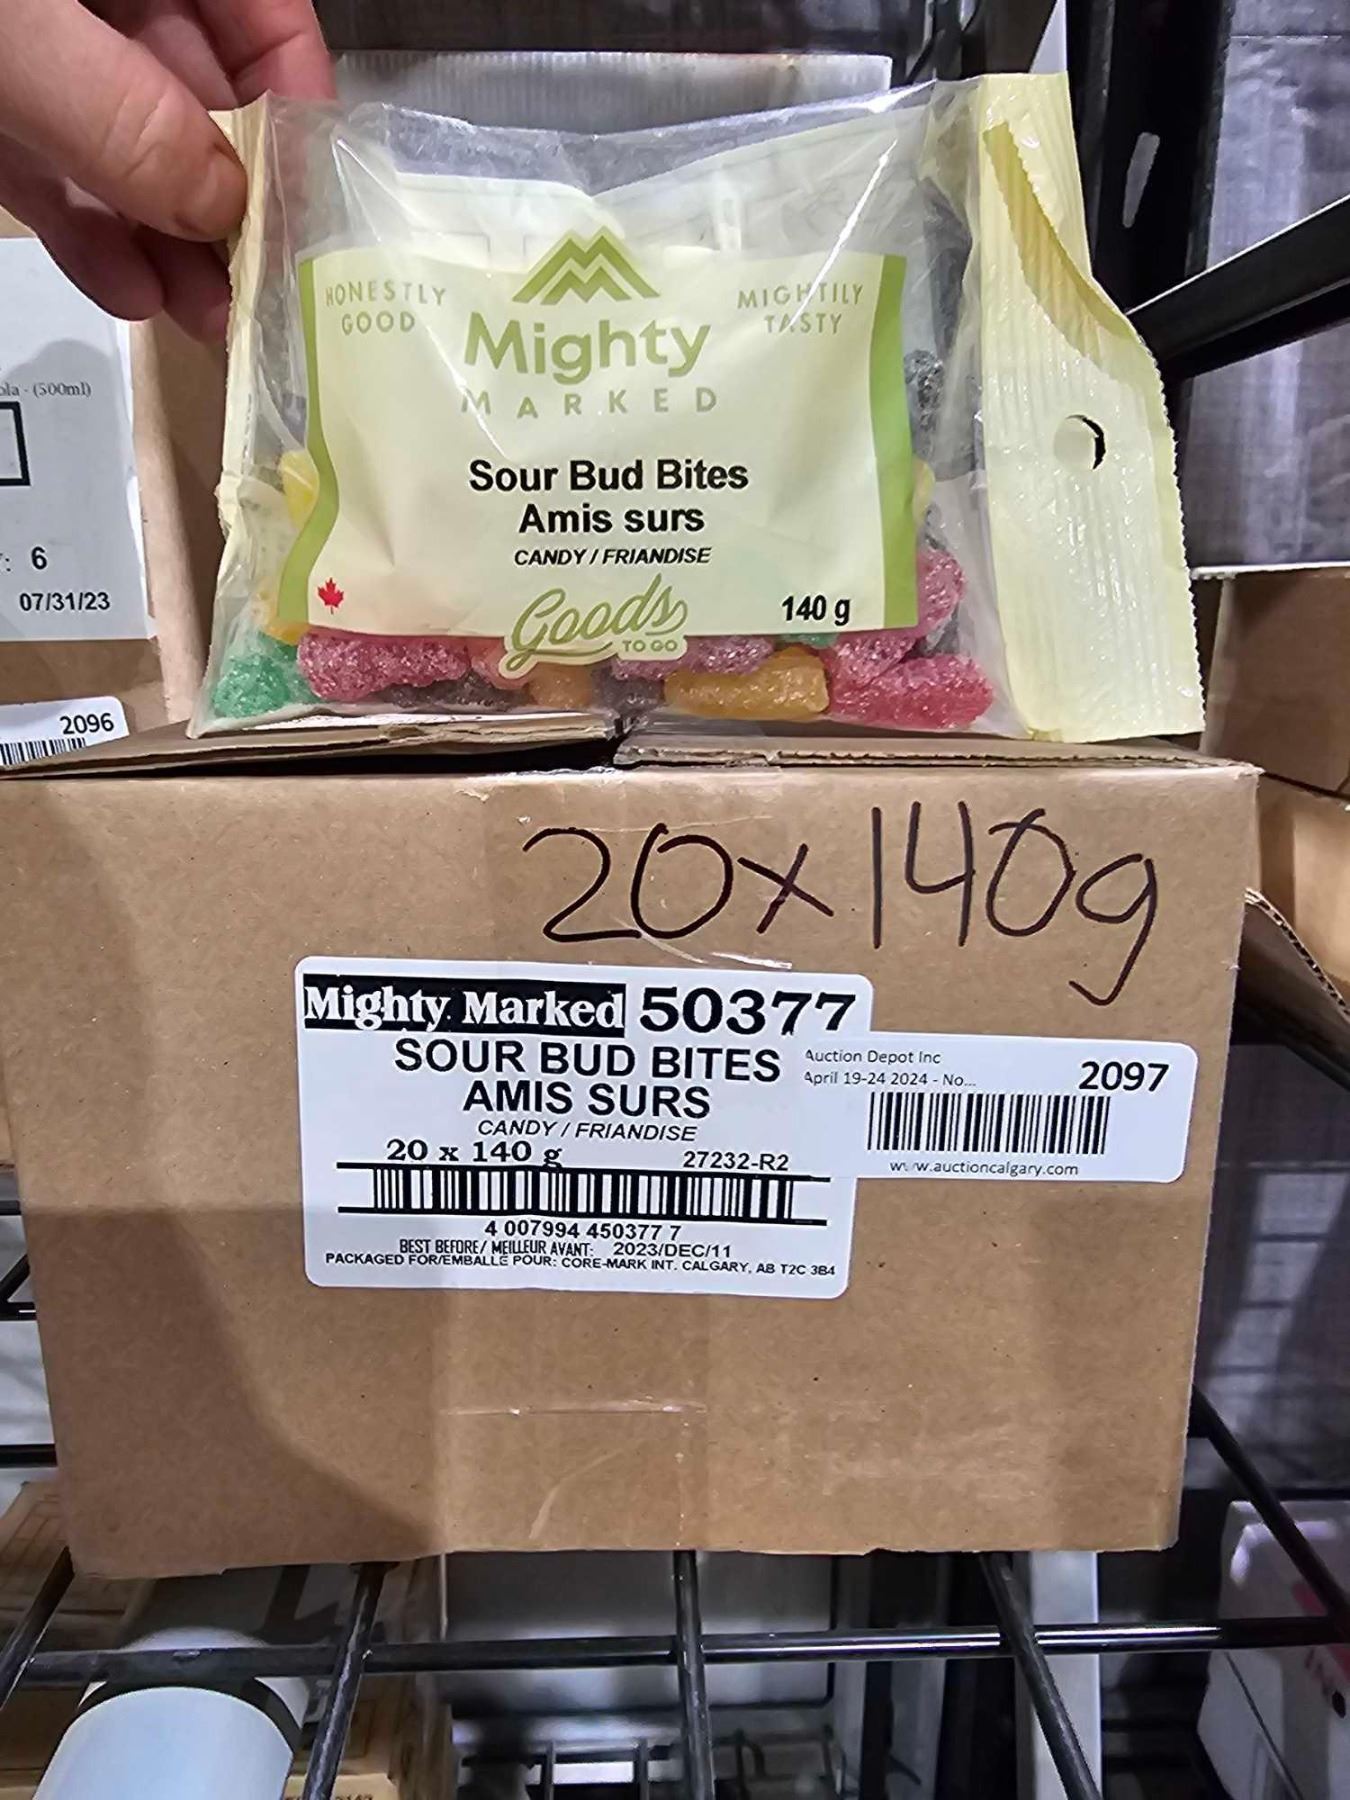 HONESTLY
GOOD
Mighty
MARKED
MIGHTILY
TASTY
Sour Bud Bites
Amis surs
CANDY / FRIANDISE
Goods
TO GO
140 g
(500ml)
: 6
07/31/23
2096
20x140g
Mighty Marked 50377
SOUR BUD BITES
AMIS SURS
CANDY / FRIANDISE
20 x 140 g 27232-R2
4 007994 450377 7
BEST BEFORE/ MEILLEUR AVANT: 2023/DEC/11
PACKAGED FOR/EMBALLE POUR: CORE-MARK INT. CALGARY, AB T2C 3B4
Auction Depot Inc
April 19-24 2024 - No...
2097
www.auctioncalgary.com